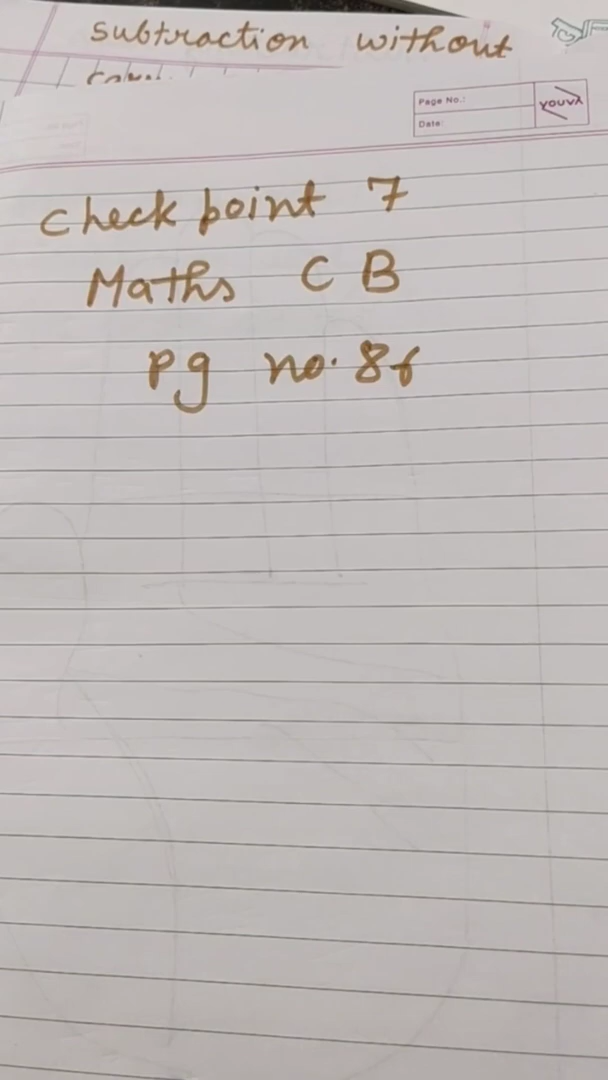 subtraction without
Page No.:
Date:
YOUVA
check point 7
Maths C B
Pg no. 86